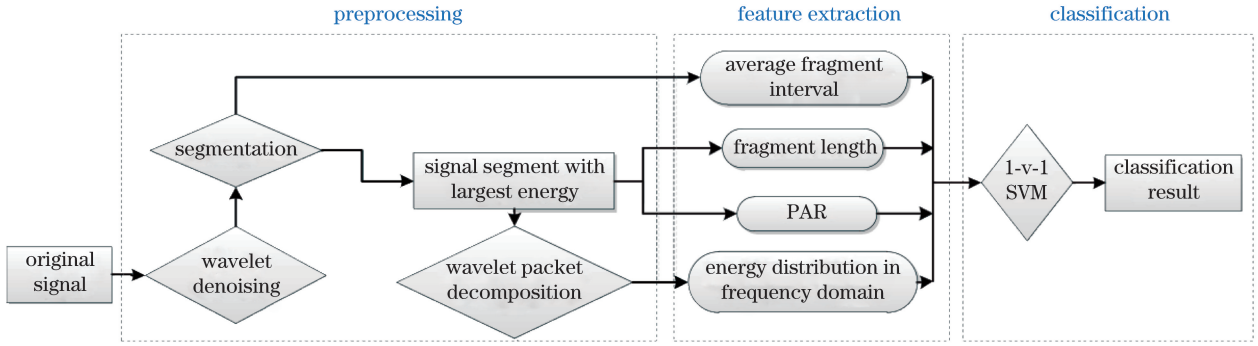 preprocessing
feature extraction
classification
average fragment
interval
segmentation
fragment length
signal segment with
largest energy
1-v-1
SVM
classification
result
PAR
original
signal
wavelet
denoising
wavelet packet
decomposition
energy distribution in
frequency domain